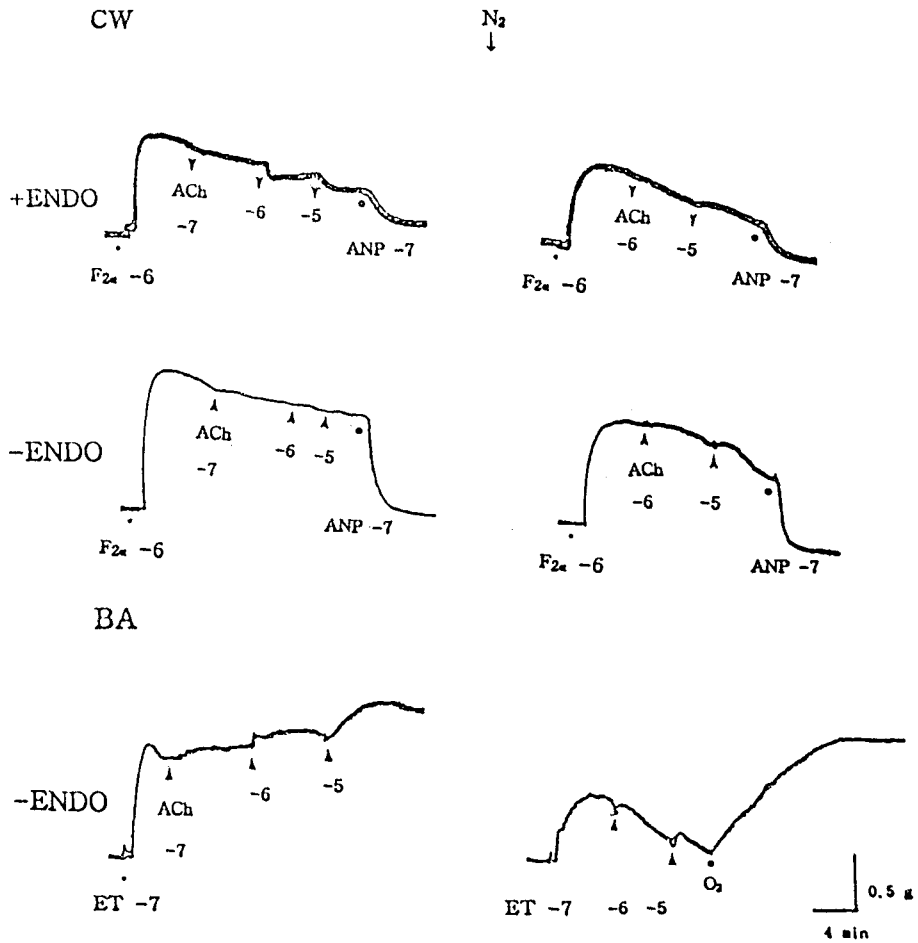 CW
N₂
↓
+ENDO
ACh
-7
-6
-5
ANP -7
F₂α -6
ACh
-6
-5
ANP -7
F₂α -6
-ENDO
ACh
-7
-6
-5
ANP -7
F₂α -6
ACh
-6
-5
ANP -7
F₂α -6
BA
-ENDO
ACh
-7
-6
-5
ET -7
ET -7
-6
-5
O₂
0.5 g
4 min